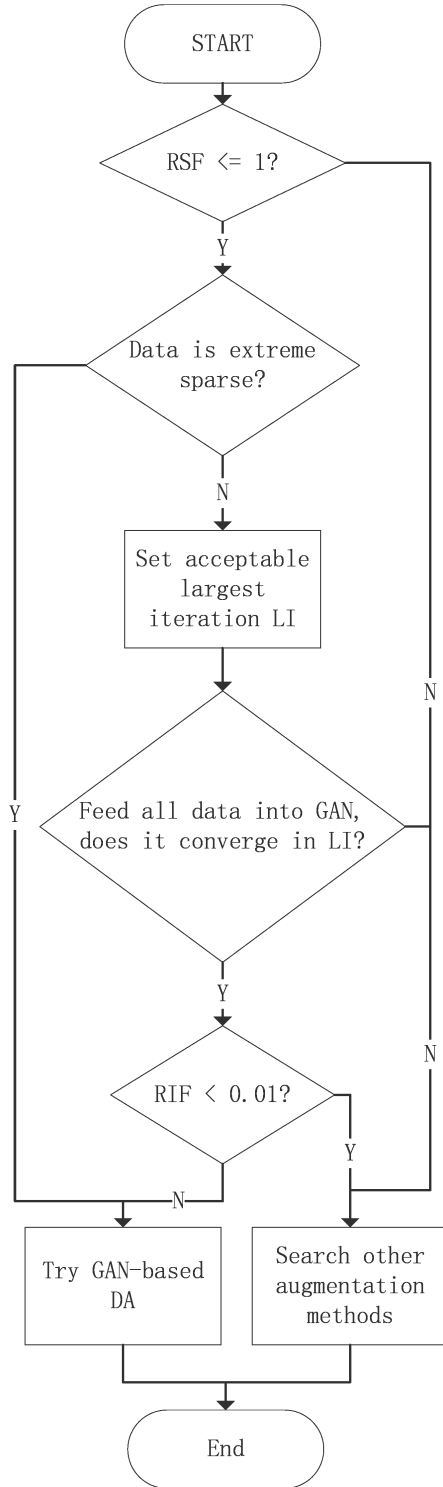 START
RSF <= 1?
Y
Data is extreme
sparse?
N
Set acceptable
largest
iteration LI
N
Y
Feed all data into GAN,
does it converge in LI?
Y
N
RIF < 0.01?
Y
N
Try GAN-based
DA
Search other
augmentation
methods
End